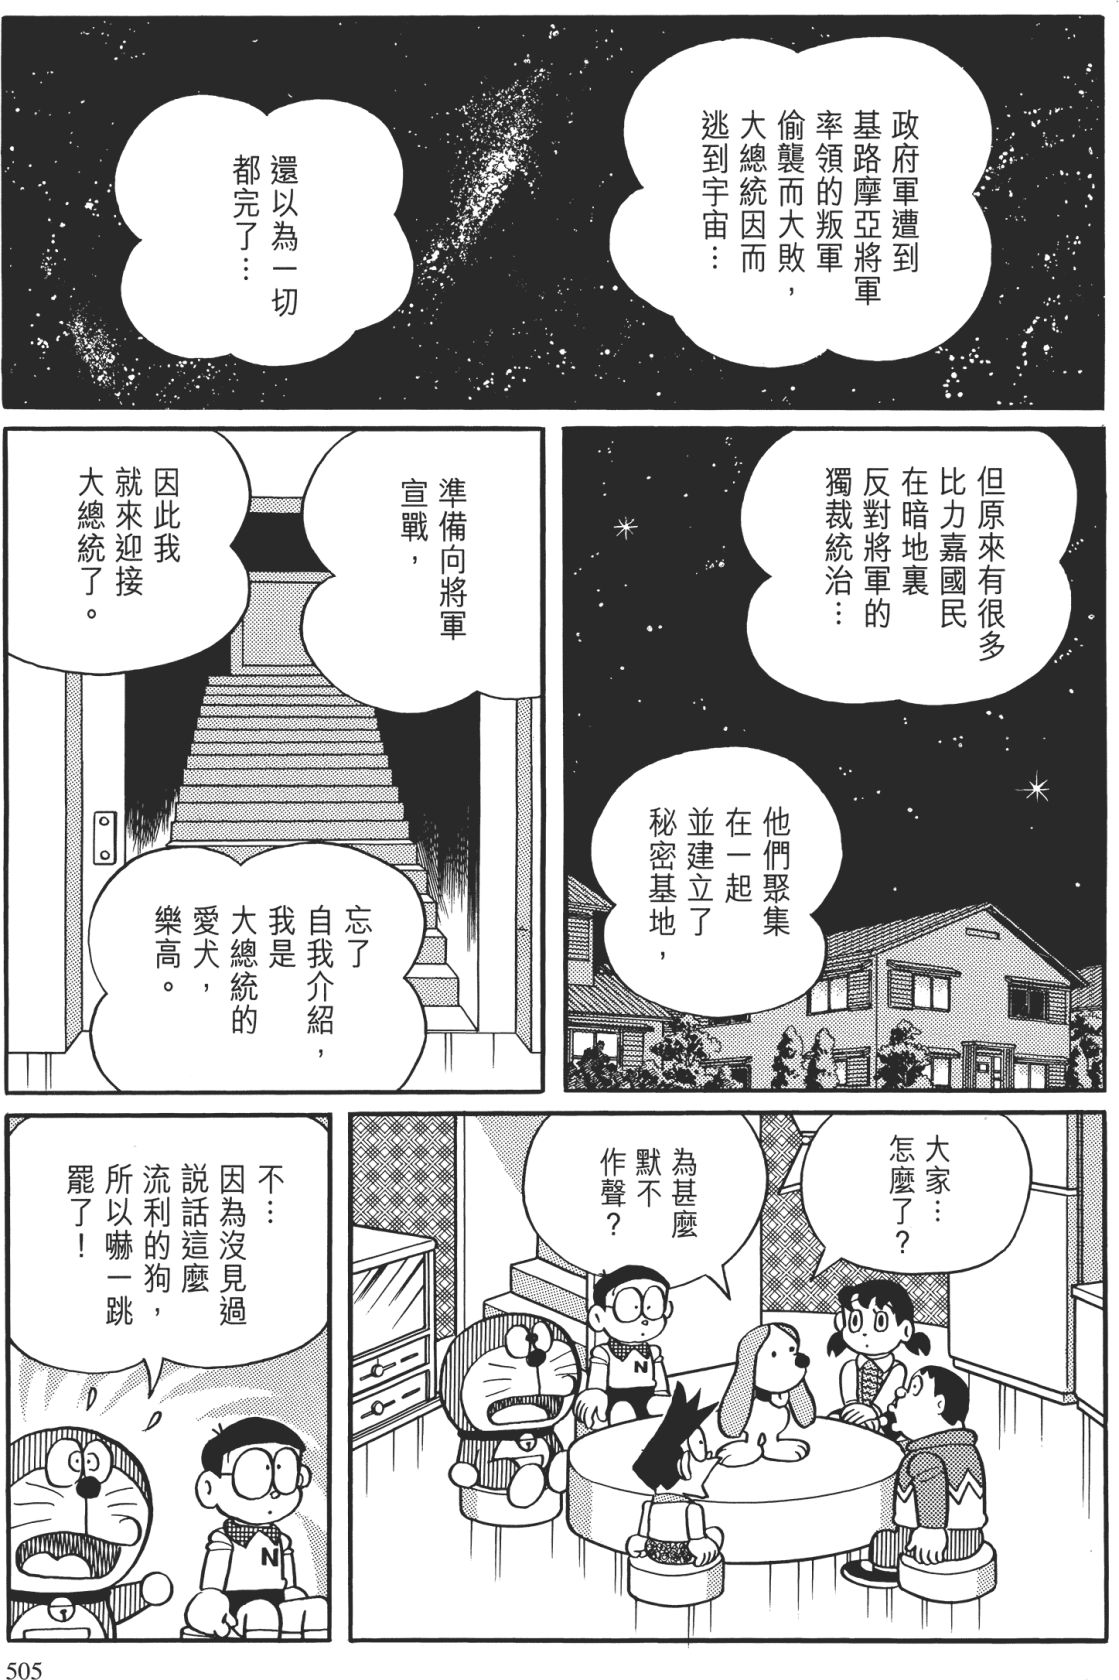 政府軍遭到
基路摩亞將軍
率領的叛軍
偷襲而大敗，
大總統因而
逃到宇宙…
還以為一切
都完了…
但原來有很多
比力嘉國民
在暗地裏
反對將軍的
獨裁統治…
他們聚集
在一起
並建立了
秘密基地，
準備向將軍
宣戰，
因此我
就來迎接
大總統了。
忘了
自我介紹，
我是
大總統的
愛犬，
樂高。
大家…
怎麼了？
為甚麼
默不
作聲？
N
不…
因為沒見過
說話這麼
流利的狗，
所以嚇一跳
罷了！
N
505